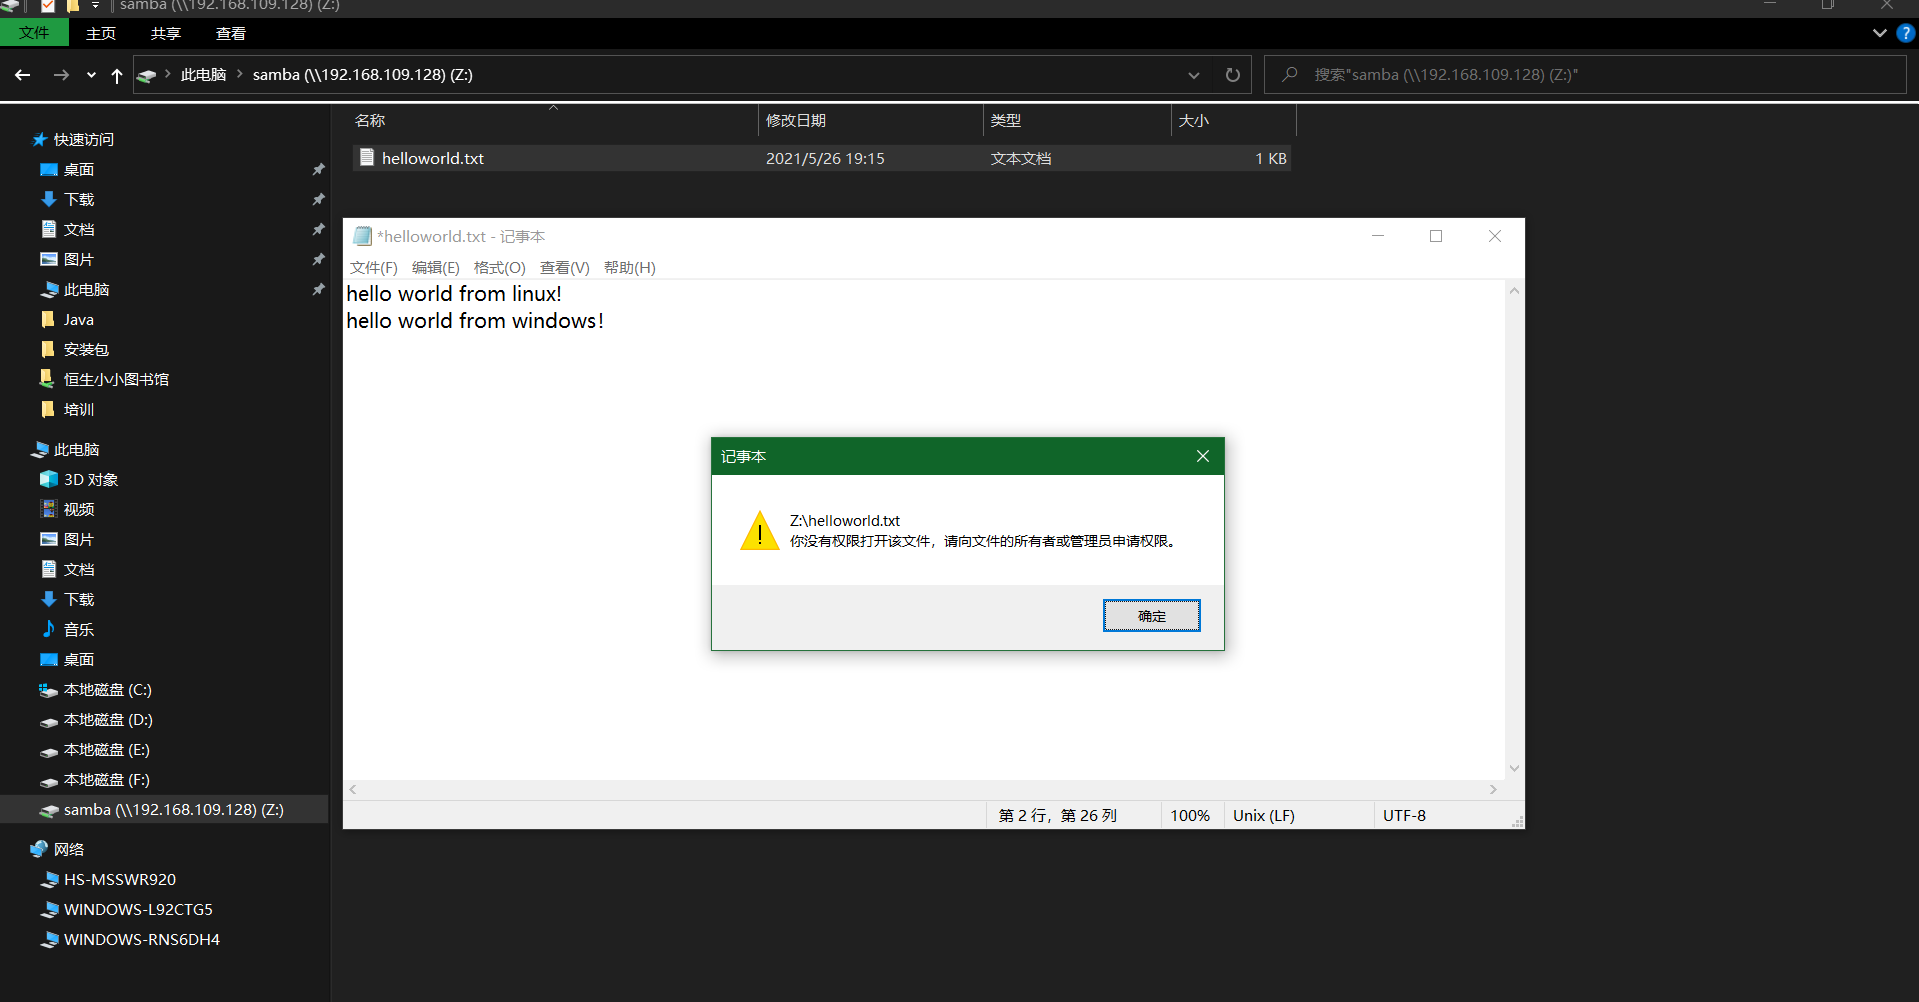 samba (\\192.168.109.128) (Z:)
文件 主页 共享 查看
此电脑 samba (\\192.168.109.128) (Z:) 搜索"samba (\\192.168.109.128) (Z:)"
快速访问
桌面
下载
文档
图片
此电脑
Java
安装包
恒生小小图书馆
培训
此电脑
3D 对象
视频
图片
文档
下载
音乐
桌面
本地磁盘 (C:)
本地磁盘 (D:)
本地磁盘 (E:)
本地磁盘 (F:)
samba (\\192.168.109.128) (Z:)
网络
HS-MSSWR920
WINDOWS-L92CTG5
WINDOWS-RNS6DH4
名称 修改日期 类型 大小
helloworld.txt 2021/5/26 19:15 文本文档 1 KB
*helloworld.txt - 记事本
文件(F) 编辑(E) 格式(O) 查看(V) 帮助(H)
hello world from linux!
hello world from windows!
记事本
Z:\helloworld.txt
你没有权限打开该文件，请向文件的所有者或管理员申请权限。
确定
第 2 行，第 26 列 100% Unix (LF) UTF-8